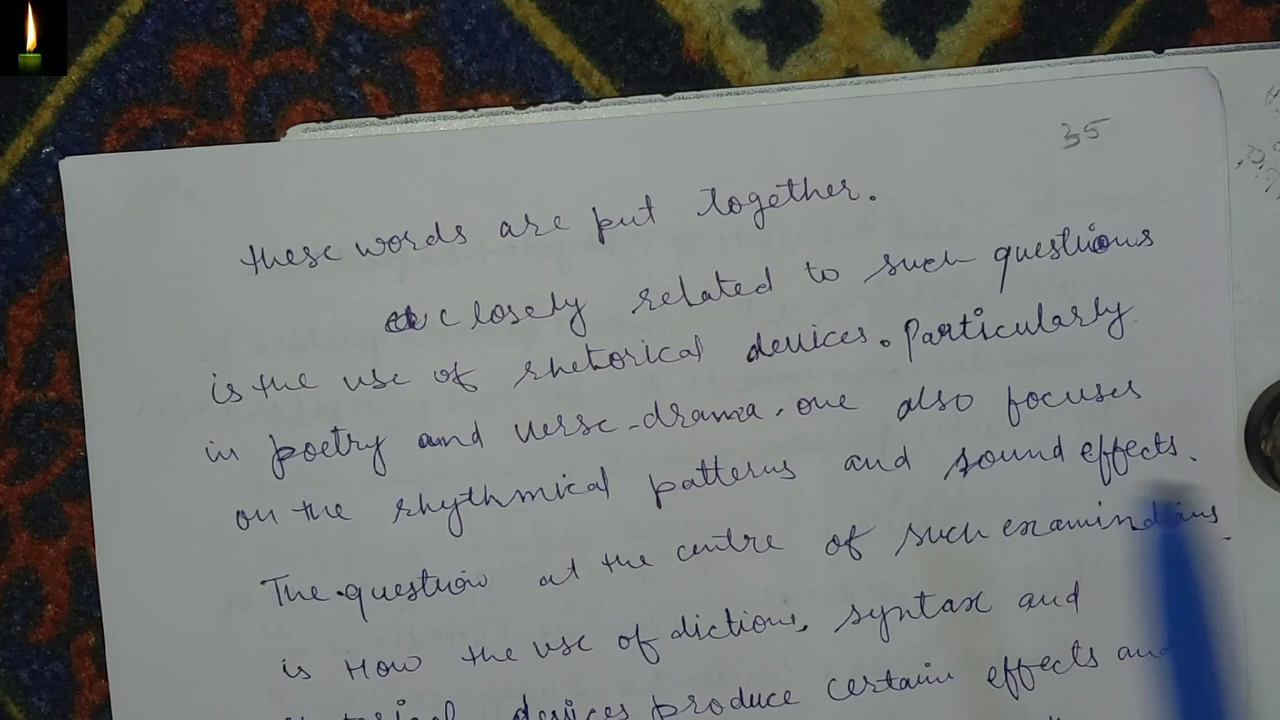 35
these words are put together.
closely related to such questions
is the use of rhetorical devices. Particularly
in poetry and verse-drama, one also focuses
on the rhythmical patterns and sound effects.
The question at the centre of such
is How the use of diction, syntax and
devices produce certain effects and